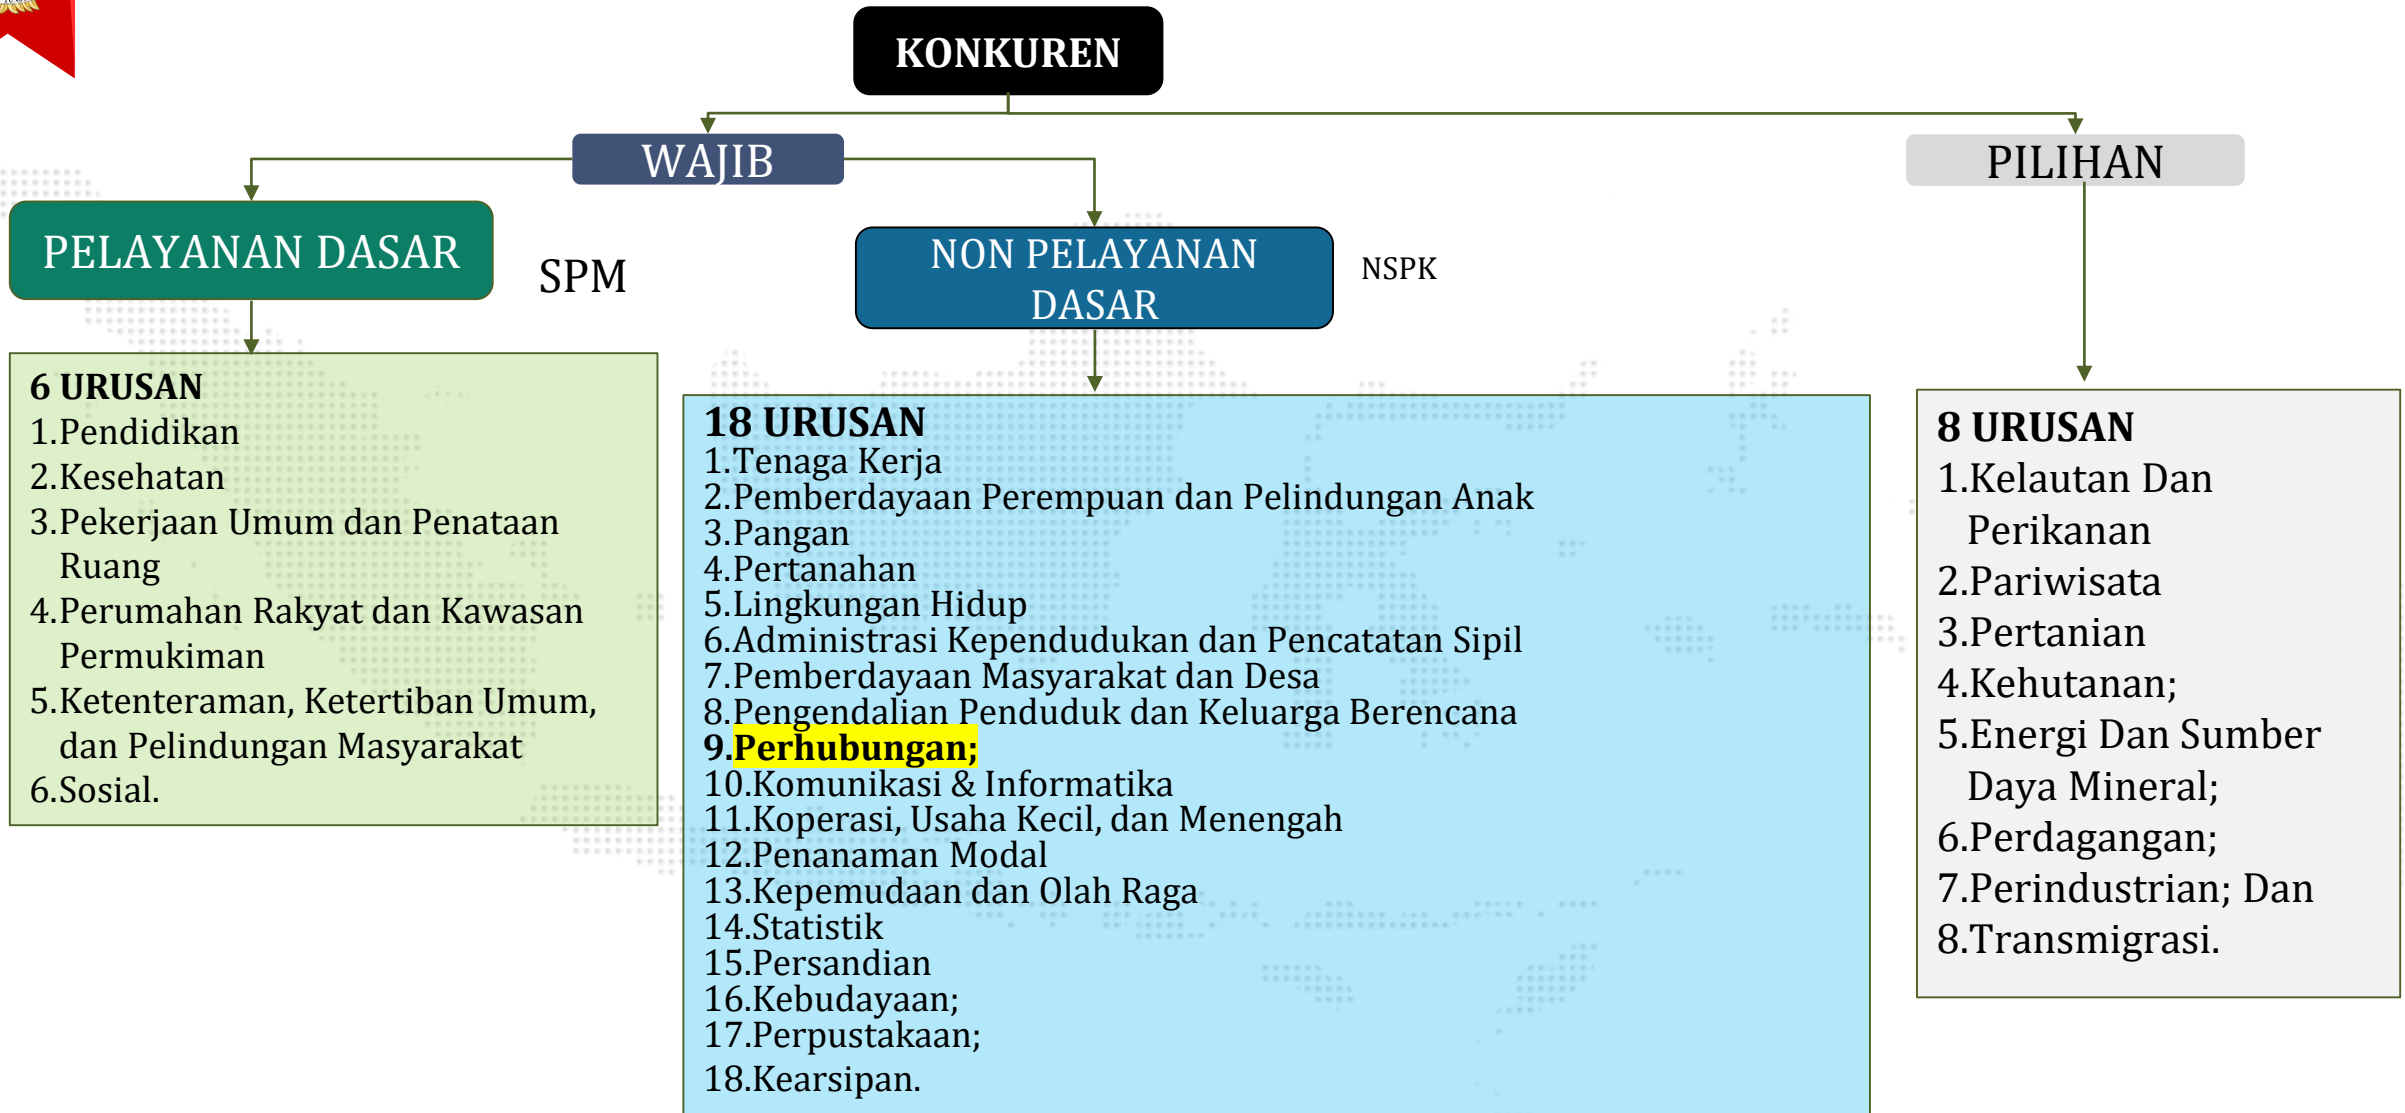 KONKUREN
WAJIB
PILIHAN
PELAYANAN DASAR
SPM
NON PELAYANAN
DASAR
NSPK
6 URUSAN
1.Pendidikan
2.Kesehatan
3.Pekerjaan Umum dan Penataan
Ruang
4.Perumahan Rakyat dan Kawasan
Permukiman
5.Ketenteraman, Ketertiban Umum,
dan Pelindungan Masyarakat
6.Sosial.
18 URUSAN
1.Tenaga Kerja
2.Pemberdayaan Perempuan dan Pelindungan Anak
3.Pangan
4.Pertanahan
5.Lingkungan Hidup
6.Administrasi Kependudukan dan Pencatatan Sipil
7.Pemberdayaan Masyarakat dan Desa
8.Pengendalian Penduduk dan Keluarga Berencana
9.Perhubungan;
10.Komunikasi & Informatika
11.Koperasi, Usaha Kecil, dan Menengah
12.Penanaman Modal
13.Kepemudaan dan Olah Raga
14.Statistik
15.Persandian
16.Kebudayaan;
17.Perpustakaan;
18.Kearsipan.
8 URUSAN
1.Kelautan Dan
Perikanan
2.Pariwisata
3.Pertanian
4.Kehutanan;
5.Energi Dan Sumber
Daya Mineral;
6.Perdagangan;
7.Perindustrian; Dan
8.Transmigrasi.